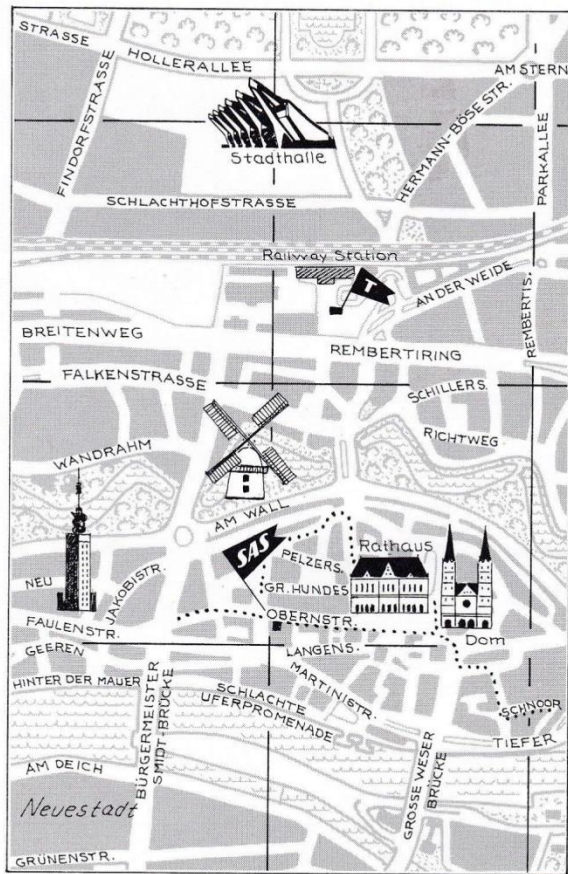 STRASSE
HOLLERALLEE
AM STERN
FINDORFSTRASSE
Stadthalle
HERMANN-BÖSE STR.
PARKALLEE
SCHLACHTHOFSTRASSE
Railway Station
T
AN DER WEIDE
REMBERTIS.
BREITENWEG
REMBERTIRING
FALKENSTRASSE
SCHILLERS.
RICHTWEG
WANDRAHM
AM WALL
SAS
PELZERS.
Rathaus
NEU
JAKOBISTR.
GR. HUNDES
FAULENSTR.
OBERNSTR.
Dom
GEEREN
LANGENS.
HINTER DER MAUER
MARTINISTR.
SCHLACHTE
UFERPROMENADE
SCHNOOR
TIEFER
BÜRGERMEISTER
SMIDT-BRÜCKE
AM DEICH
GROSSE WESER
BRÜCKE
Neuestadt
GRÜNENSTR.